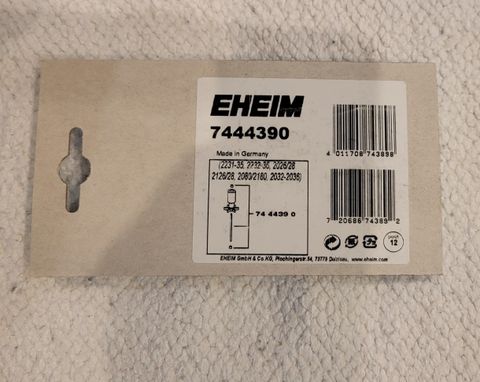 EHEIM
7444390
Made in Germany
(2231-35, 2232-36, 2026/28
2126/28, 2080/2180, 2032-2036)
74 4439 0
4 011708 743898
7 20686 74389 2
12
EHEIM GmbH & Co.KG, Plochingerstr.54, 73779 Deizisau, www.eheim.com